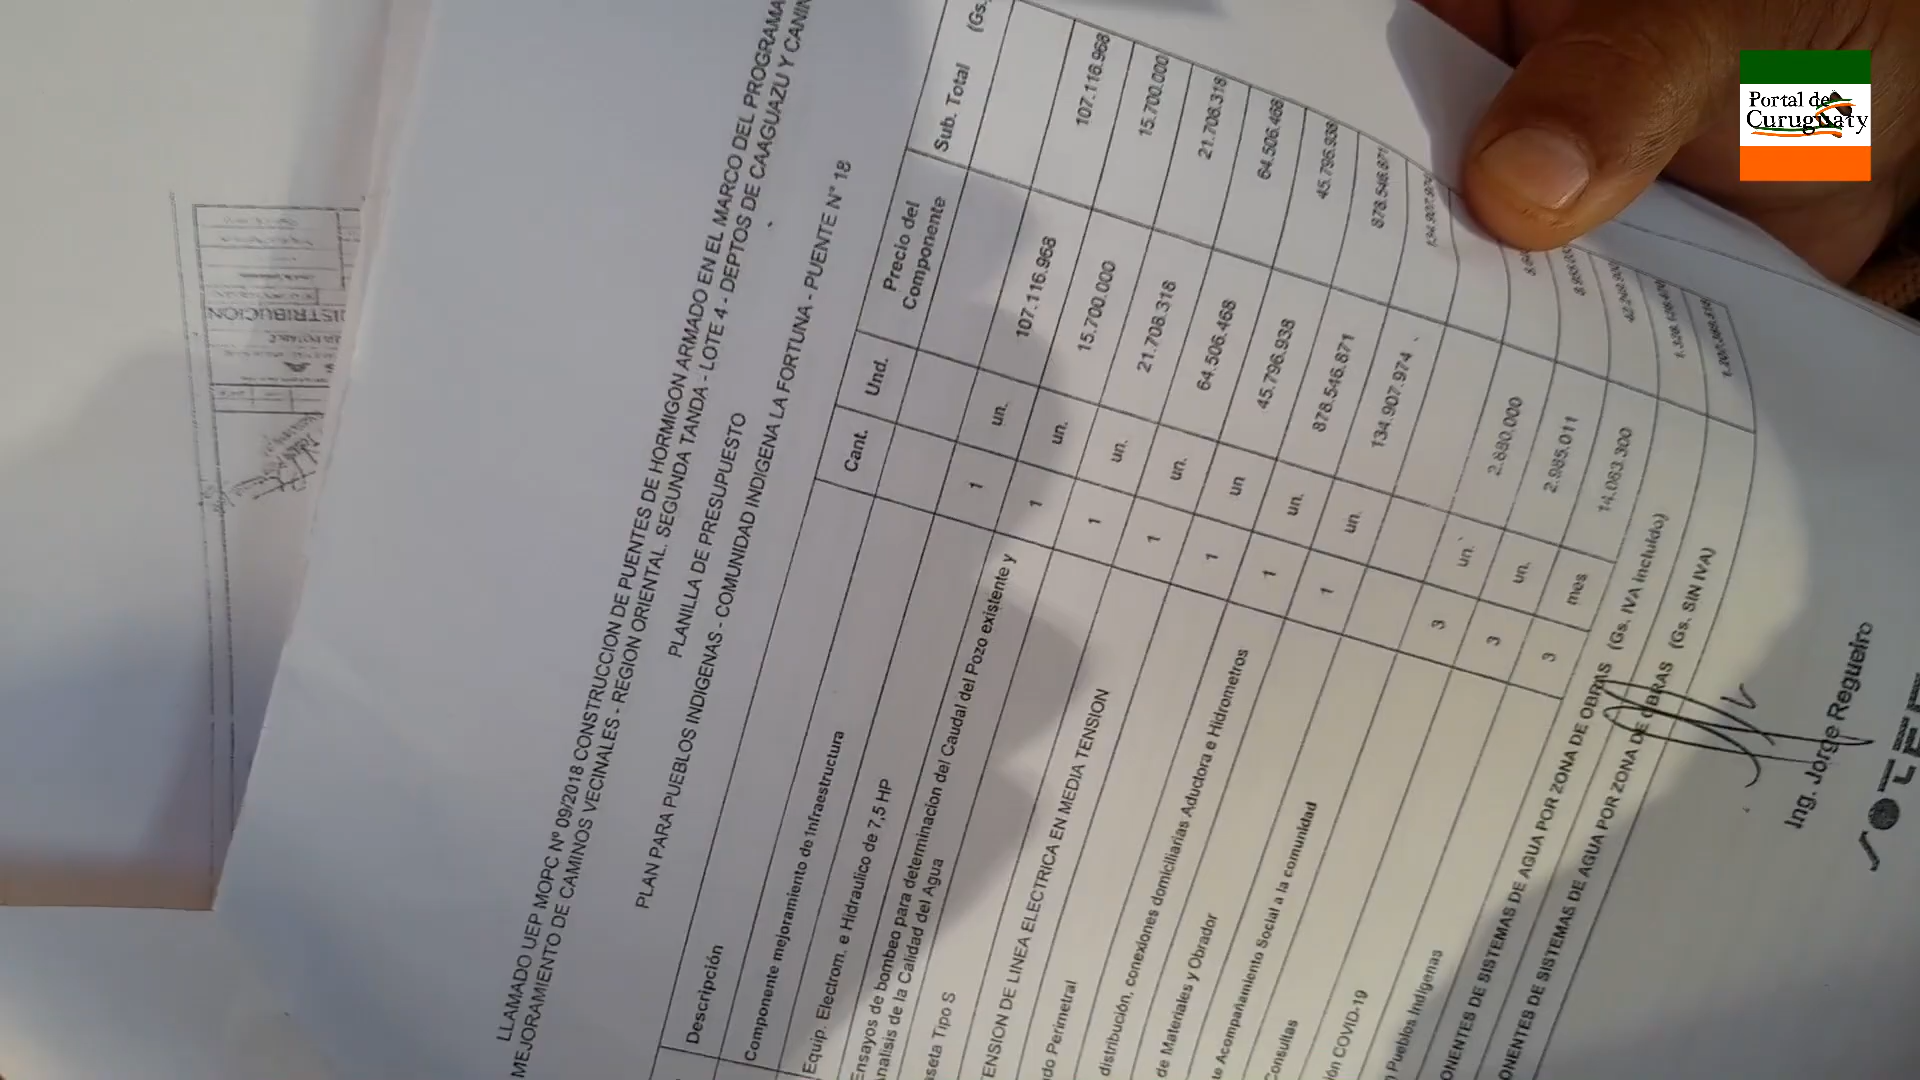 LLAMADO UEP MOPC Nº 09/2018 CONSTRUCCION DE PUENTES DE HORMIGON ARMADO EN EL MARCO DEL PROGRAMA
MEJORAMIENTO DE CAMINOS VECINALES - REGION ORIENTAL. SEGUNDA TANDA - LOTE 4 - DEPTOS DE CAAGUAZU Y CANIN
PLANILLA DE PRESUPUESTO
PLAN PARA PUEBLOS INDIGENAS - COMUNIDAD INDIGENA LA FORTUNA - PUENTE N° 18
Descripción Cant. Und. Precio del Componente Sub. Total (Gs.
Componente mejoramiento de Infraestructura
Equip. Electrom. e Hidraulico de 7,5 HP 1 un. 107.116.968 107.116.968
Ensayos de bombeo para determinacion del Caudal del Pozo existente y
nalisis de la Calidad del Agua 1 un. 15.700.000 15.700.000
seta Tipo S 1 un. 21.708.318 21.708.318
ENSION DE LINEA ELECTRICA EN MEDIA TENSION 1 un. 64.506.468 64.506.468
do Perimetral 1 un 45.796.938 45.796.938
distribución, conexiones domiciliarias Aductora e Hidrometros 1 un. 878.546.871 878.546.871
de Materiales y Obrador 1 un. 134.907.974 134.907.974
e Acompañamiento Social a la comunidad
Consultas 3 un. 2.880.000
ión COVID-19 3 un. 2.985.011
n Pueblos Indigenas 3 mes 14.083.300
ONENTES DE SISTEMAS DE AGUA POR ZONA DE OBRAS (Gs. IVA incluido)
ONENTES DE SISTEMAS DE AGUA POR ZONA DE OBRAS (Gs. SIN IVA)
Ing. Jorge Regueiro
Portal de
Curuguaty